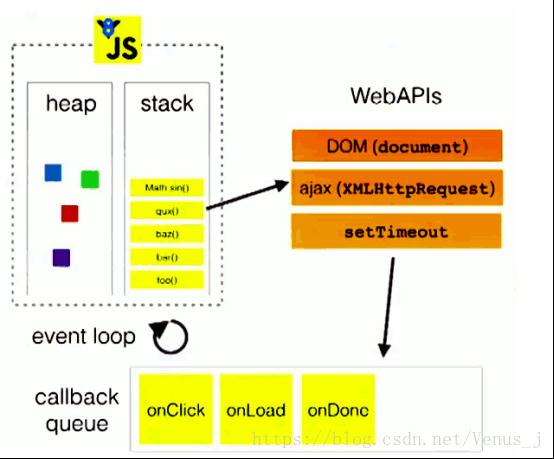 JS
heap
stack
WebAPIs
DOM (document)
ajax (XMLHttpRequest)
setTimeout
Math sin()
qux()
baz()
bar()
foo()
event loop
callback
queue
onClick
onLoad
onDone
https://blog.csdn.net/Venus_j